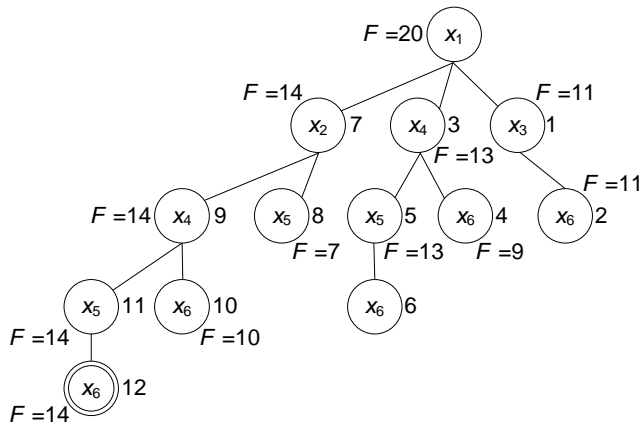 F =20 x₁
F =14 F =11
x₂ 7 x₄ 3 x₃ 1
F =13
F =11
F =14 x₄ 9 x₅ 8 x₅ 5 x₆ 4 x₆ 2
F =7 F =13 F =9
x₅ 11 x₆ 10 x₆ 6
F =14 F =10
x₆ 12
F =14